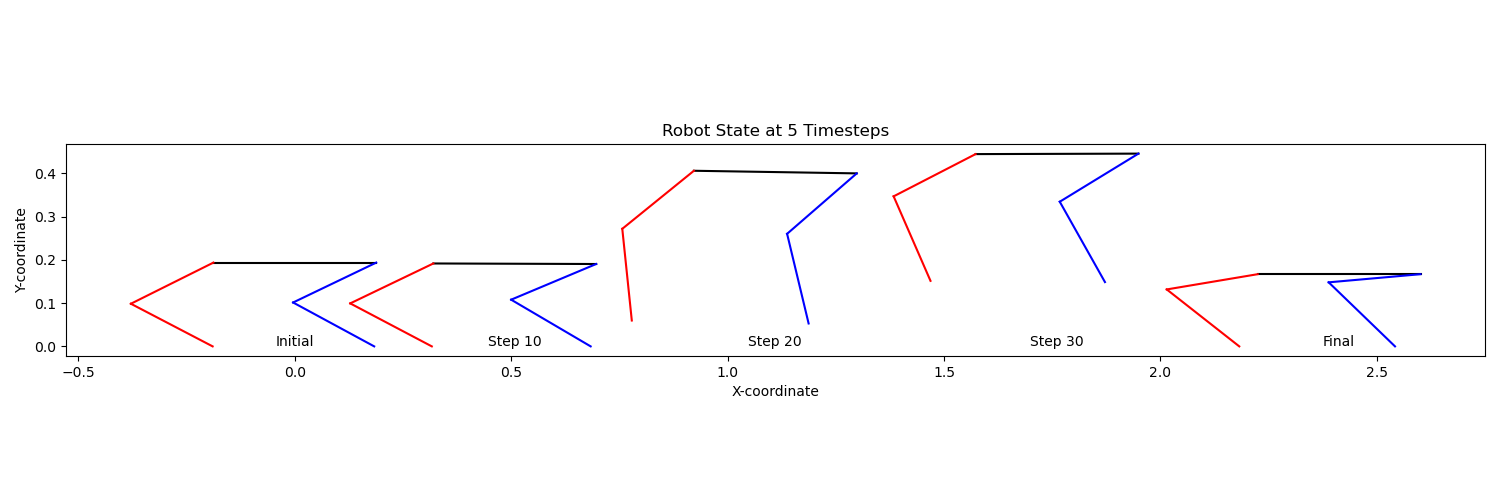 Robot State at 5 Timesteps
Y-coordinate
0.4
0.3
0.2
0.1
0.0
Initial Step 10 Step 20 Step 30 Final
−0.5 0.0 0.5 1.0 1.5 2.0 2.5
X-coordinate